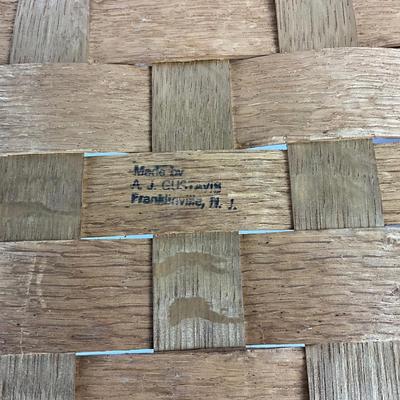 Made by
A. J. GUSTAVIS
Franklinville, N. J.